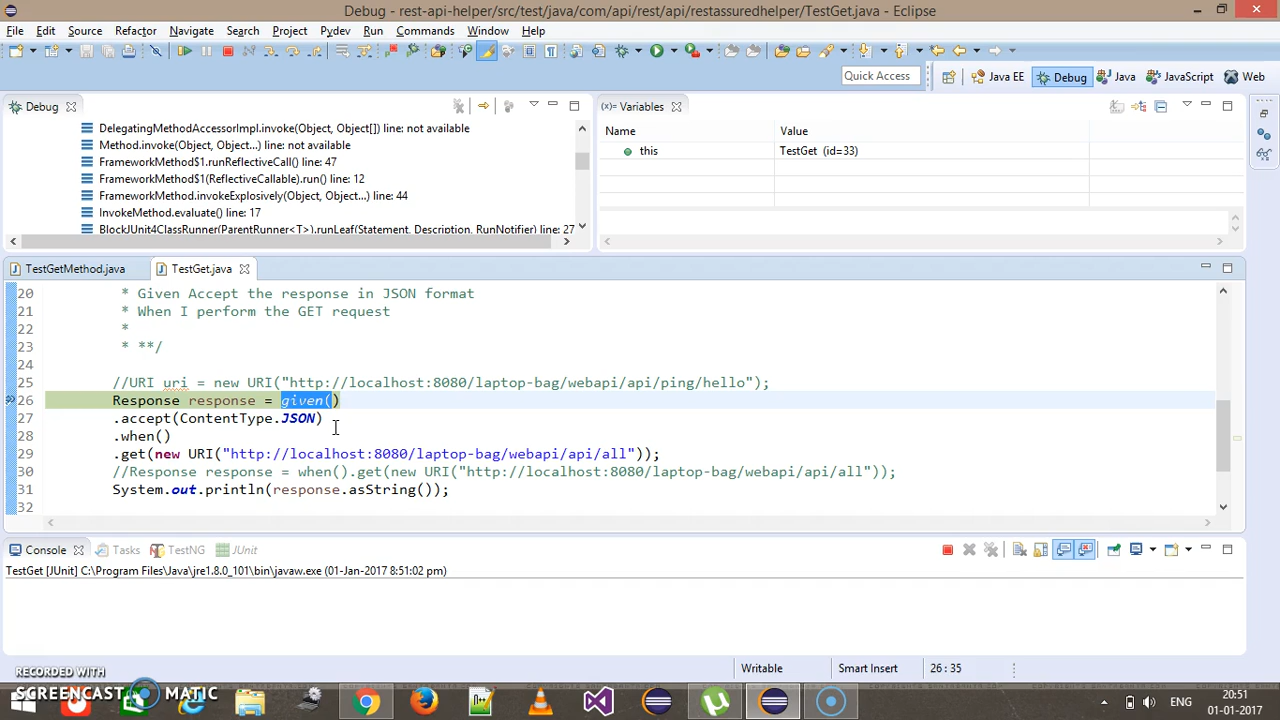 Debug - rest-api-helper/src/test/java/com/api/rest/api/restassuredhelper/TestGet.java - Eclipse
File Edit Source Refactor Navigate Search Project Pydev Run Commands Window Help
Quick Access Java EE Debug Java JavaScript Web
Debug
DelegatingMethodAccessorImpl.invoke(Object, Object[]) line: not available
Method.invoke(Object, Object...) line: not available
FrameworkMethod$1.runReflectiveCall() line: 47
FrameworkMethod$1(ReflectiveCallable).run() line: 12
FrameworkMethod.invokeExplosively(Object, Object...) line: 44
InvokeMethod.evaluate() line: 17
BlockJUnit4ClassRunner(ParentRunner<T>).runLeaf(Statement, Description, RunNotifier) line: 27
(x)= Variables
Name Value
this TestGet (id=33)
TestGetMethod.java TestGet.java
20 * Given Accept the response in JSON format
21 * When I perform the GET request
22 *
23 * **/
24
25 //URI uri = new URI("http://localhost:8080/laptop-bag/webapi/api/ping/hello");
26 Response response = given()
27 .accept(ContentType.JSON)
28 .when()
29 .get(new URI("http://localhost:8080/laptop-bag/webapi/api/all"));
30 //Response response = when().get(new URI("http://localhost:8080/laptop-bag/webapi/api/all"));
31 System.out.println(response.asString());
32
Console Tasks TestNG JUnit
TestGet [JUnit] C:\Program Files\Java\jre1.8.0_101\bin\javaw.exe (01-Jan-2017 8:51:02 pm)
Writable Smart Insert 26 : 35
RECORDED WITH
SCREENCAST MATIC
ENG
20:51
01-01-2017